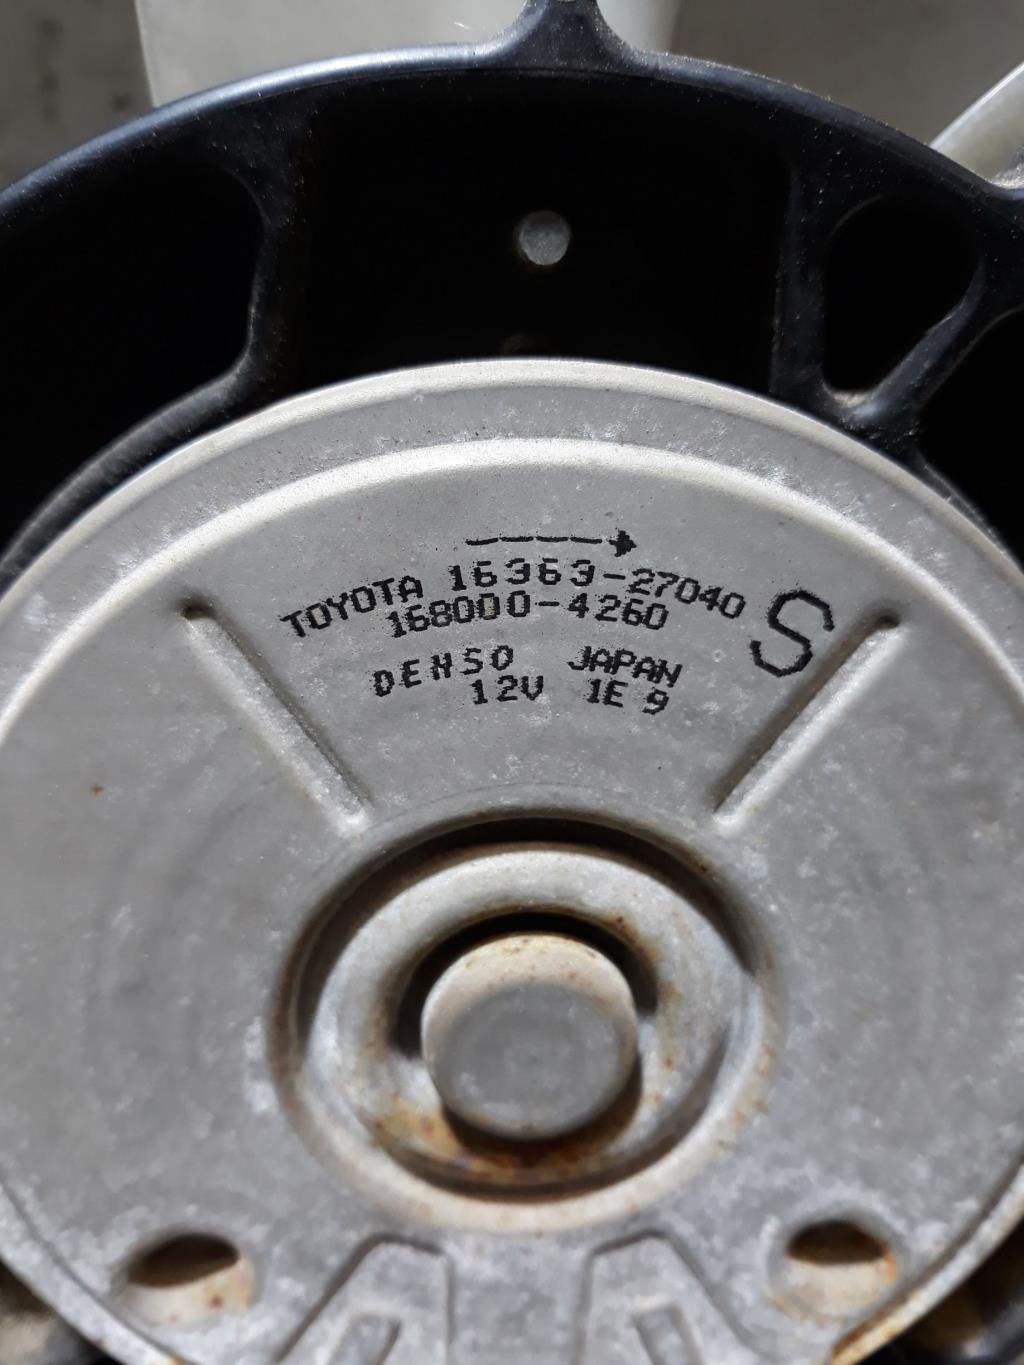 TOYOTA 16363-27040
168000-4260 S
DENSO JAPAN
12V 1E 9